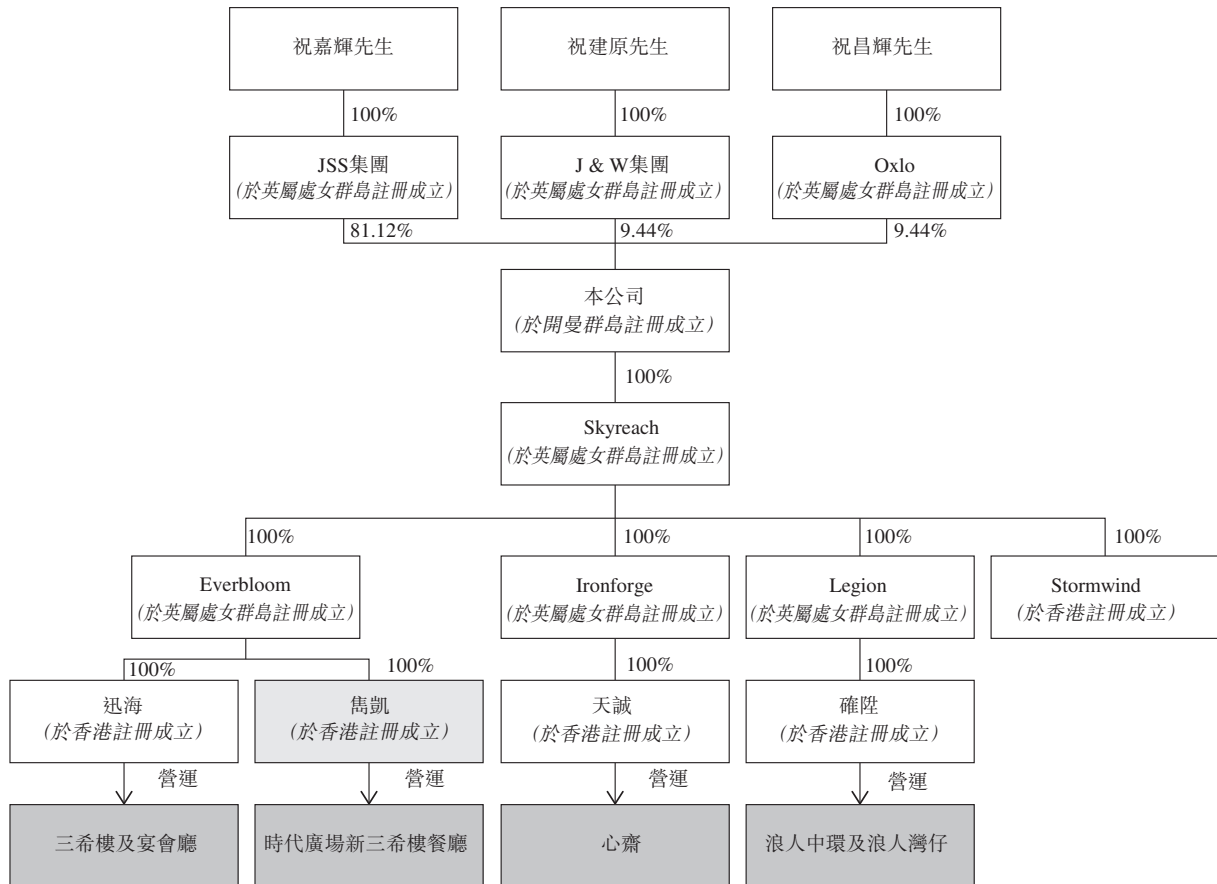 祝嘉輝先生
祝建原先生
祝昌輝先生
100%
100%
100%
JSS集團
(於英屬處女群島註冊成立)
J & W集團
(於英屬處女群島註冊成立)
Oxlo
(於英屬處女群島註冊成立)
81.12%
9.44%
9.44%
本公司
(於開曼群島註冊成立)
100%
Skyreach
(於英屬處女群島註冊成立)
100%
100%
100%
100%
Everbloom
(於英屬處女群島註冊成立)
Ironforge
(於英屬處女群島註冊成立)
Legion
(於英屬處女群島註冊成立)
Stormwind
(於香港註冊成立)
100%
100%
100%
100%
迅海
(於香港註冊成立)
雋凱
(於香港註冊成立)
天誠
(於香港註冊成立)
確陞
(於香港註冊成立)
營運
營運
營運
營運
三希樓及宴會廳
時代廣場新三希樓餐廳
心齋
浪人中環及浪人灣仔